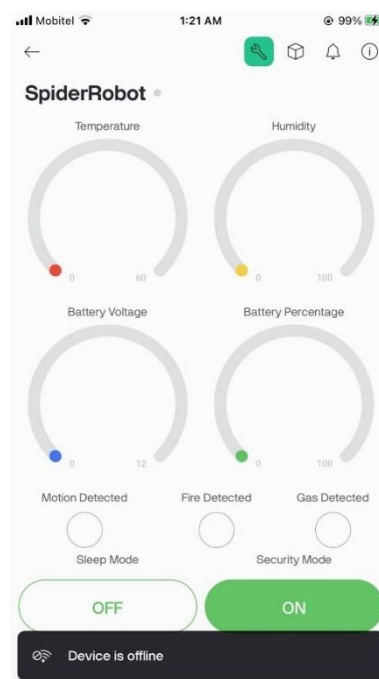 Mobitel 1:21 AM 99%
SpiderRobot
Temperature Humidity
0 60 0 100
Battery Voltage Battery Percentage
0 12 0 100
Motion Detected Fire Detected Gas Detected
Sleep Mode Security Mode
OFF ON
Device is offline